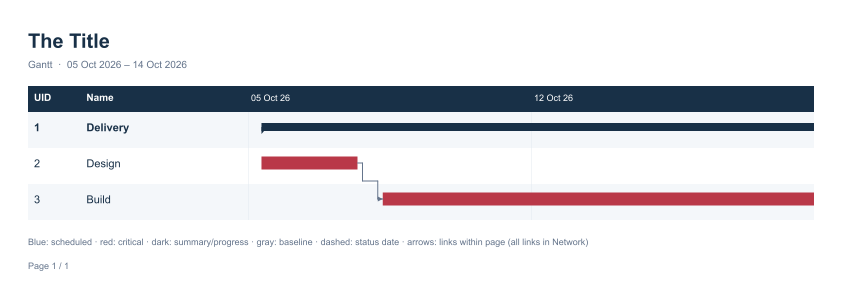 The Title
Gantt · 05 Oct 2026 – 14 Oct 2026
UID Name 05 Oct 26 12 Oct 26
1 Delivery
2 Design
3 Build
Blue: scheduled · red: critical · dark: summary/progress · gray: baseline · dashed: status date · arrows: links within page (all links in Network)
Page 1 / 1